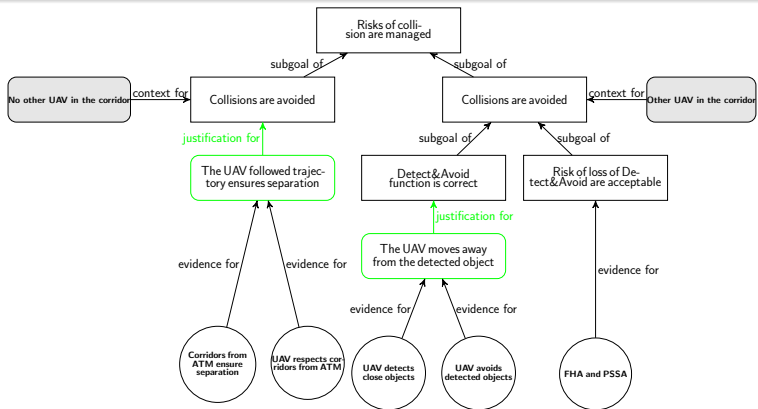 Risks of colli-
sion are managed
subgoal of
subgoal of
No other UAV in the corridor
context for
Collisions are avoided
Collisions are avoided
context for
Other UAV in the corridor
justification for
subgoal of
subgoal of
The UAV followed trajec-
tory ensures separation
Detect&Avoid
function is correct
Risk of loss of De-
tect&Avoid are acceptable
justification for
The UAV moves away
from the detected object
evidence for
evidence for
evidence for
evidence for
evidence for
Corridors from
ATM ensure
separation
UAV respects cor-
ridors from ATM
UAV detects
close objects
UAV avoids
detected objects
FHA and PSSA